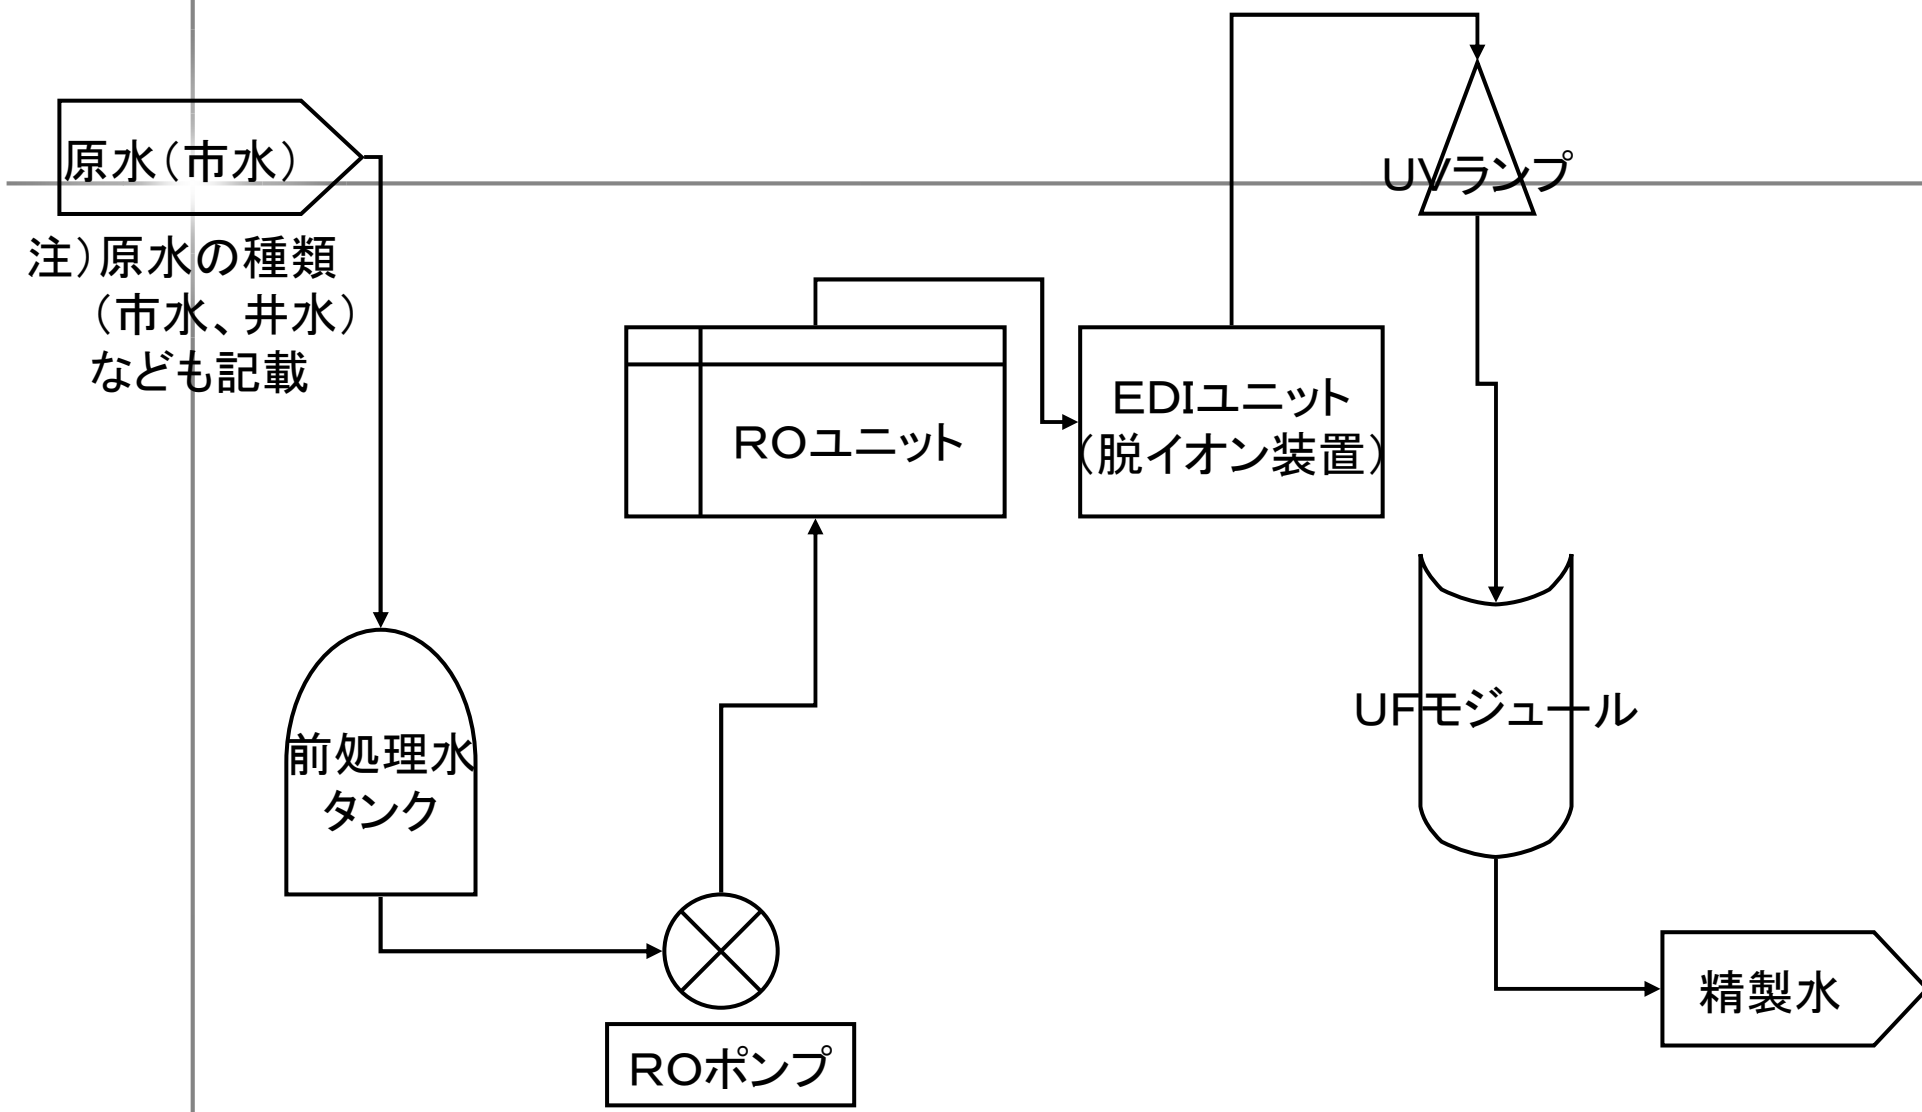 原水(市水)
注)原水の種類
(市水、井水)
なども記載
前処理水
タンク
ROポンプ
ROユニット
EDIユニット
(脱イオン装置)
UVランプ
UFモジュール
精製水